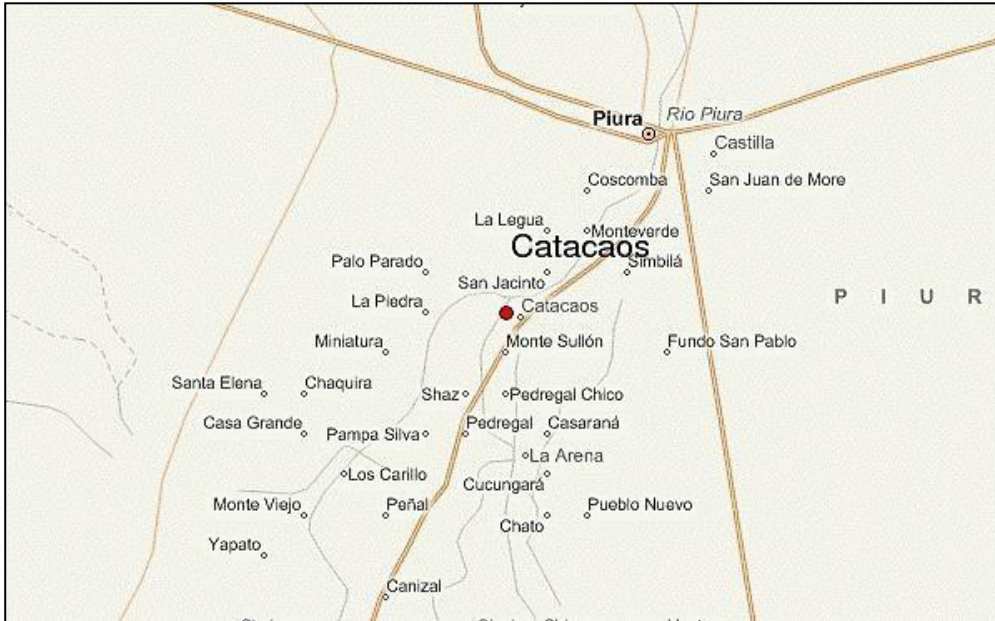 Piura
Rio Piura
Castilla
Coscomba
San Juan de More
La Legua
Monteverde
Catacaos
Palo Parado
San Jacinto
Simbilá
P I U R
La Piedra
Catacaos
Miniatura
Monte Sullón
Fundo San Pablo
Santa Elena
Chaquira
Shaz
Pedregal Chico
Casa Grande
Pampa Silva
Pedregal
Casaraná
La Arena
Los Carillo
Cucungará
Monte Viejo
Peñal
Chato
Pueblo Nuevo
Yapato
Canizal